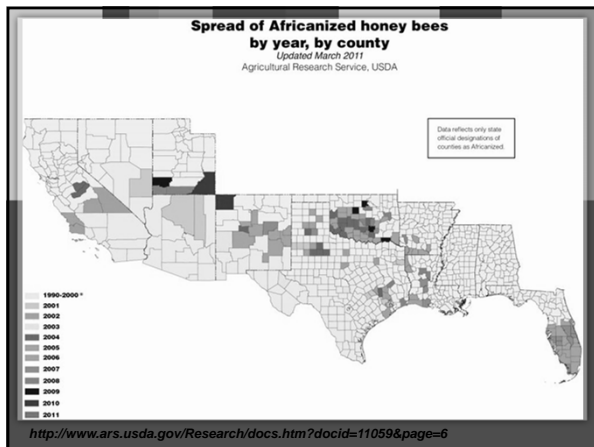 Spread of Africanized honey bees
by year, by county
Updated March 2011
Agricultural Research Service, USDA
Data reflects only state
official designations of
counties as Africanized.
1990-2000 *
2001
2002
2003
2004
2005
2006
2007
2008
2009
2010
2011
http://www.ars.usda.gov/Research/docs.htm?docid=11059&page=6